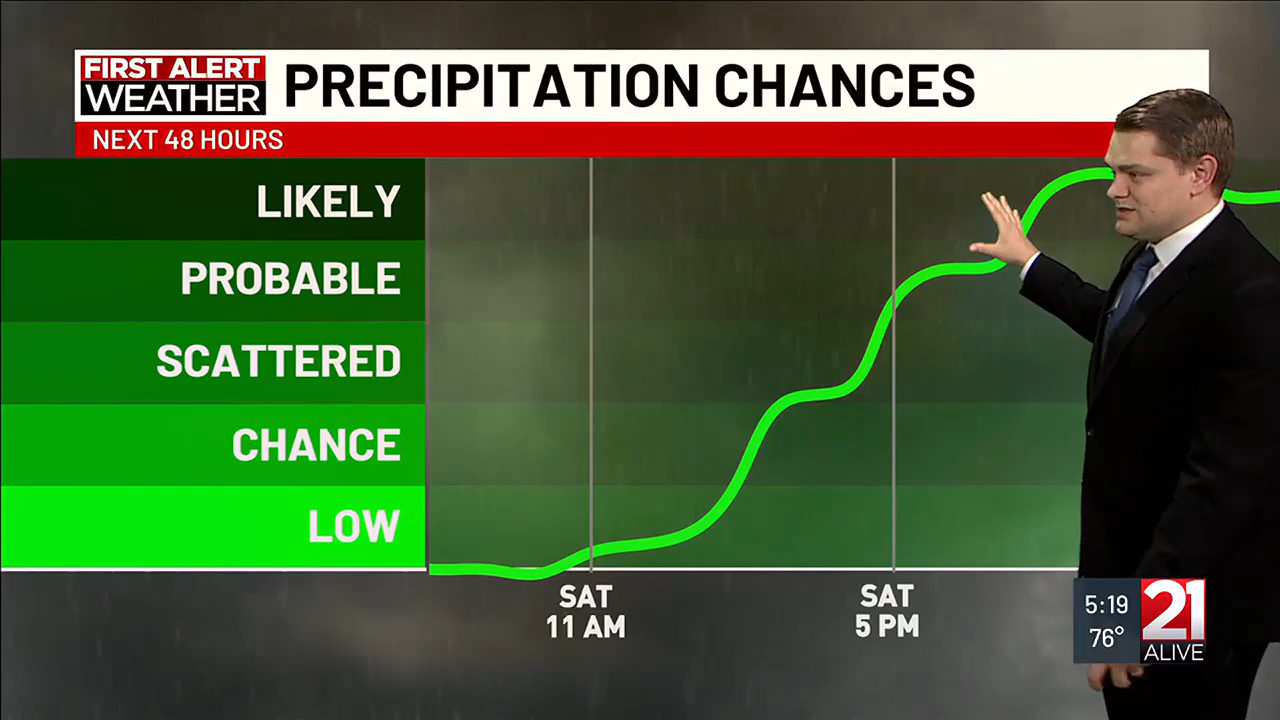 FIRST ALERT
WEATHER
PRECIPITATION CHANCES
NEXT 48 HOURS
LIKELY
PROBABLE
SCATTERED
CHANCE
LOW
SAT
11 AM
SAT
5 PM
5:19
76°
21
ALIVE